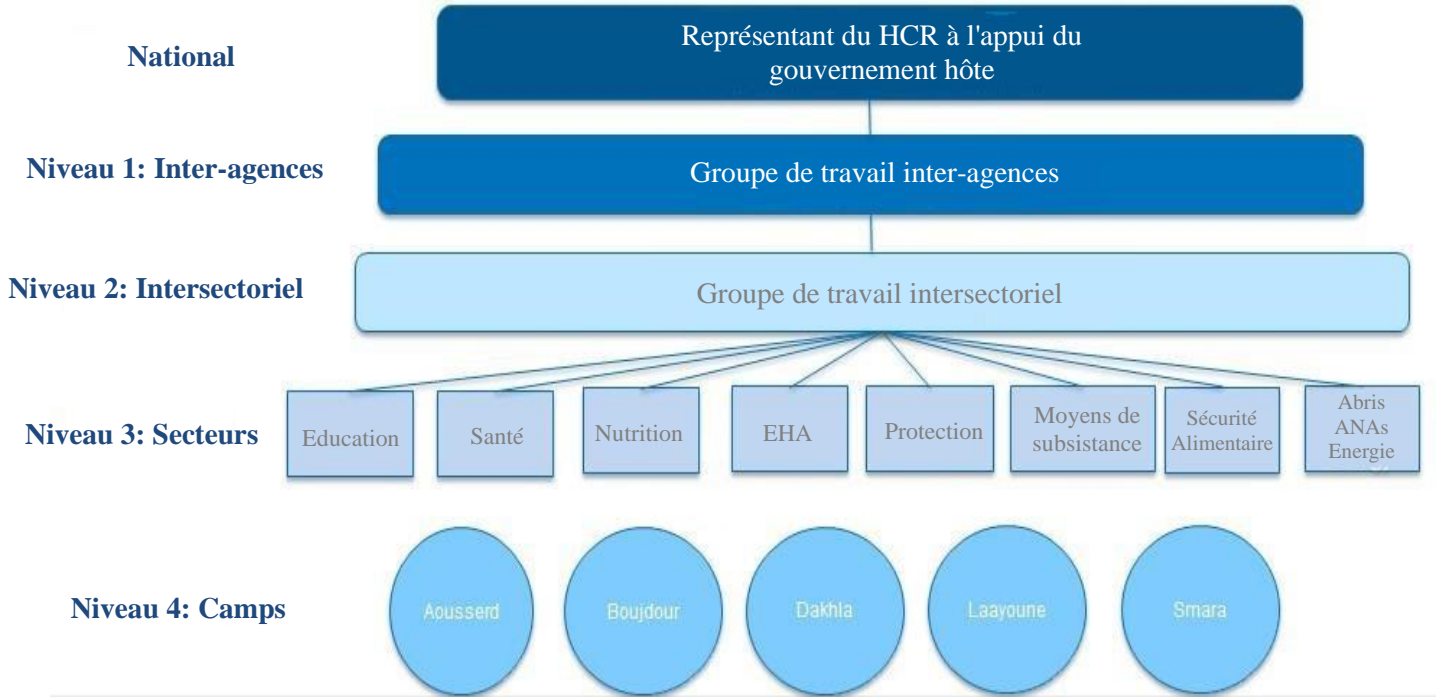 National
Représentant du HCR à l'appui du
gouvernement hôte
Niveau 1: Inter-agences
Groupe de travail inter-agences
Niveau 2: Intersectoriel
Groupe de travail intersectoriel
Niveau 3: Secteurs
Education
Santé
Nutrition
EHA
Protection
Moyens de
subsistance
Sécurité
Alimentaire
Abris
ANAs
Energie
Niveau 4: Camps
Aousserd
Boujdour
Dakhla
Laayoune
Smara